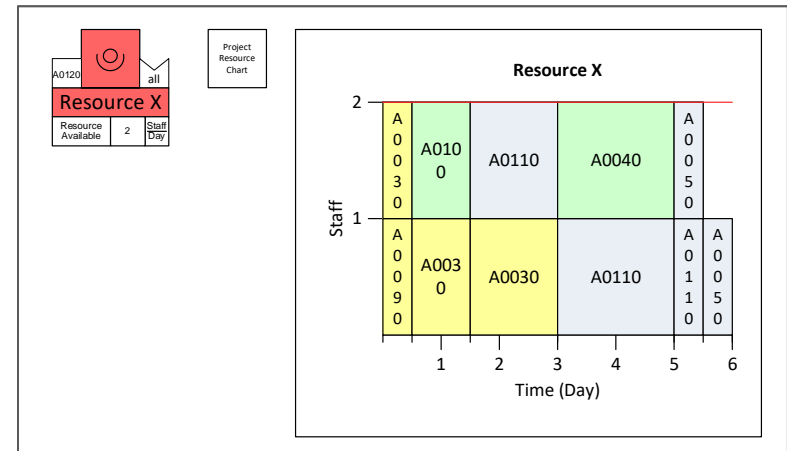 A0120
all
Resource X
Resource
Available
2
Staff
Day
Project
Resource
Chart
Resource X
Staff
2
1
A
0
0
3
0
A010
0
A0110
A0040
A
0
0
5
0
A
0
0
9
0
A003
0
A0030
A0110
A
0
1
1
0
A
0
0
5
0
1 2 3 4 5 6
Time (Day)